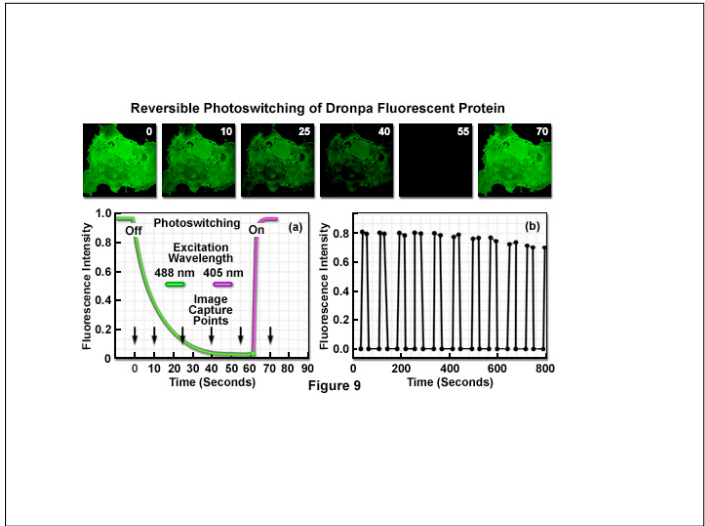 Reversible Photoswitching of Dronpa Fluorescent Protein
0 10 25 40 55 70
Fluorescence Intensity
1.0
0.8
0.6
0.4
0.2
0
Photoswitching (a)
Off On
Excitation
Wavelength
488 nm 405 nm
Image
Capture
Points
0 10 20 30 40 50 60 70 80 90
Time (Seconds)
Fluorescence Intensity
(b)
0.8
0.6
0.4
0.2
0.0
0 200 400 600 800
Time (Seconds)
Figure 9